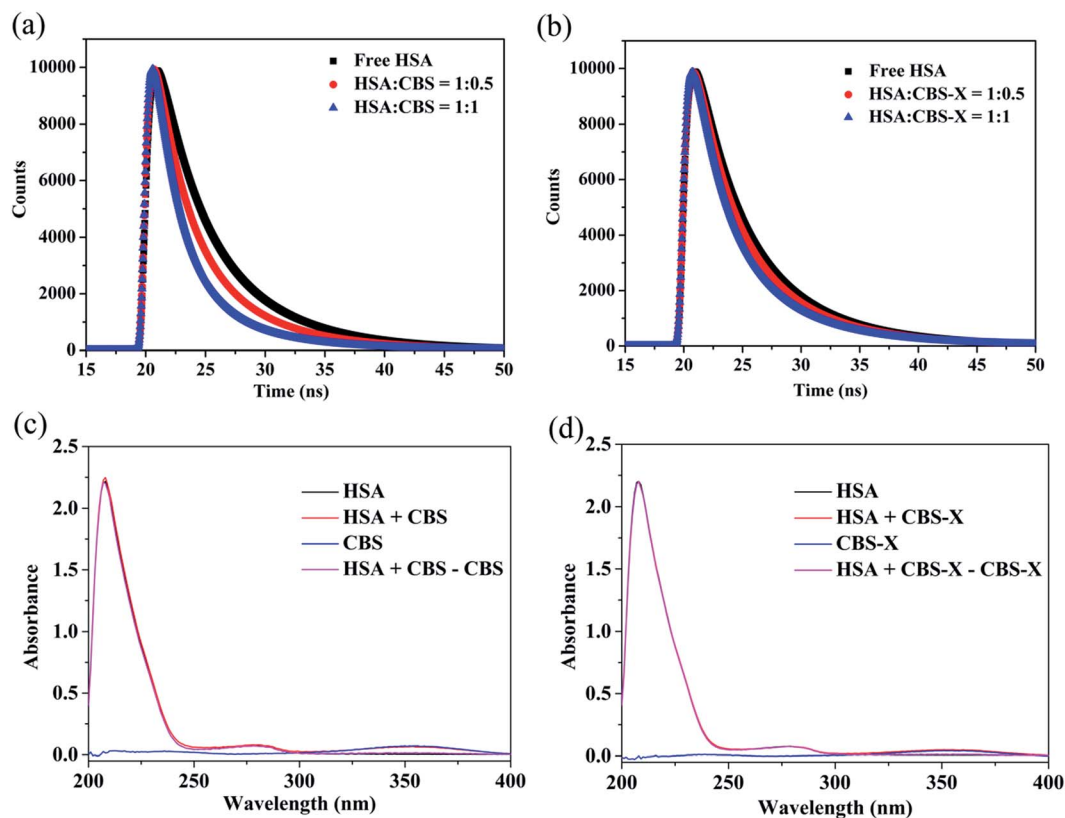 (a)
Free HSA
HSA:CBS = 1:0.5
HSA:CBS = 1:1
10000
8000
6000
4000
2000
0
Counts
15 20 25 30 35 40 45 50
Time (ns)
(b)
Free HSA
HSA:CBS-X = 1:0.5
HSA:CBS-X = 1:1
10000
8000
6000
4000
2000
0
Counts
15 20 25 30 35 40 45 50
Time (ns)
(c)
HSA
HSA + CBS
CBS
HSA + CBS - CBS
2.5
2.0
1.5
1.0
0.5
0.0
Absorbance
200 250 300 350 400
Wavelength (nm)
(d)
HSA
HSA + CBS-X
CBS-X
HSA + CBS-X - CBS-X
2.5
2.0
1.5
1.0
0.5
0.0
Absorbance
200 250 300 350 400
Wavelength (nm)